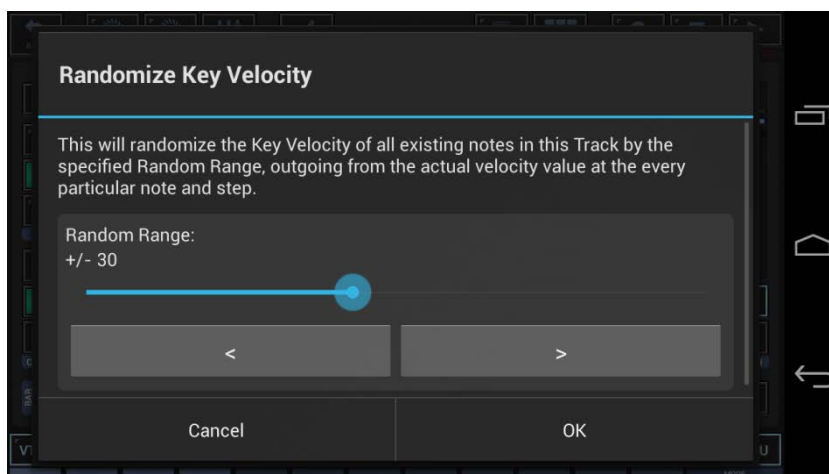 Randomize Key Velocity
This will randomize the Key Velocity of all existing notes in this Track by the
specified Random Range, outgoing from the actual velocity value at the every
particular note and step.
Random Range:
+/- 30
<
>
Cancel
OK
BAR